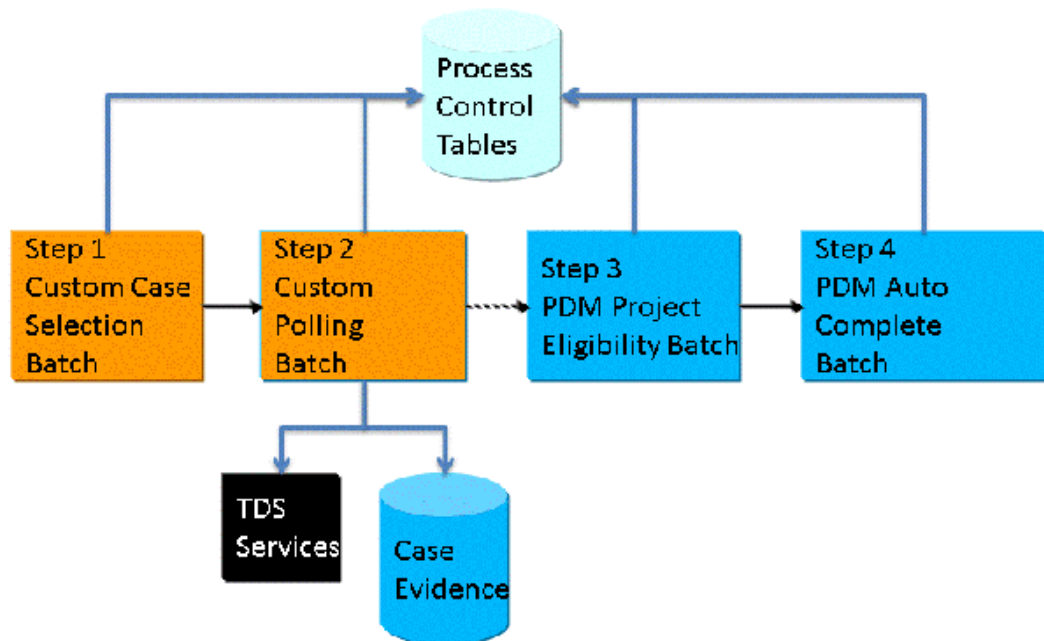 Process
Control
Tables
Step 1
Custom Case
Selection
Batch
Step 2
Custom
Polling
Batch
Step 3
PDM Project
Eligibility Batch
Step 4
PDM Auto
Complete
Batch
TDS
Services
Case
Evidence